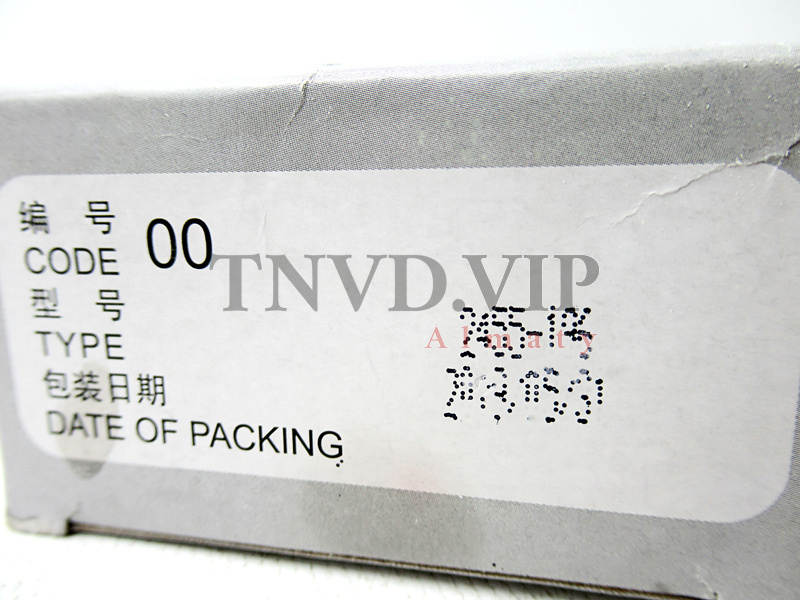 编 号
CODE 00
TNVD.VIP
型 号
TYPE
Almaty
包装日期
DATE OF PACKING